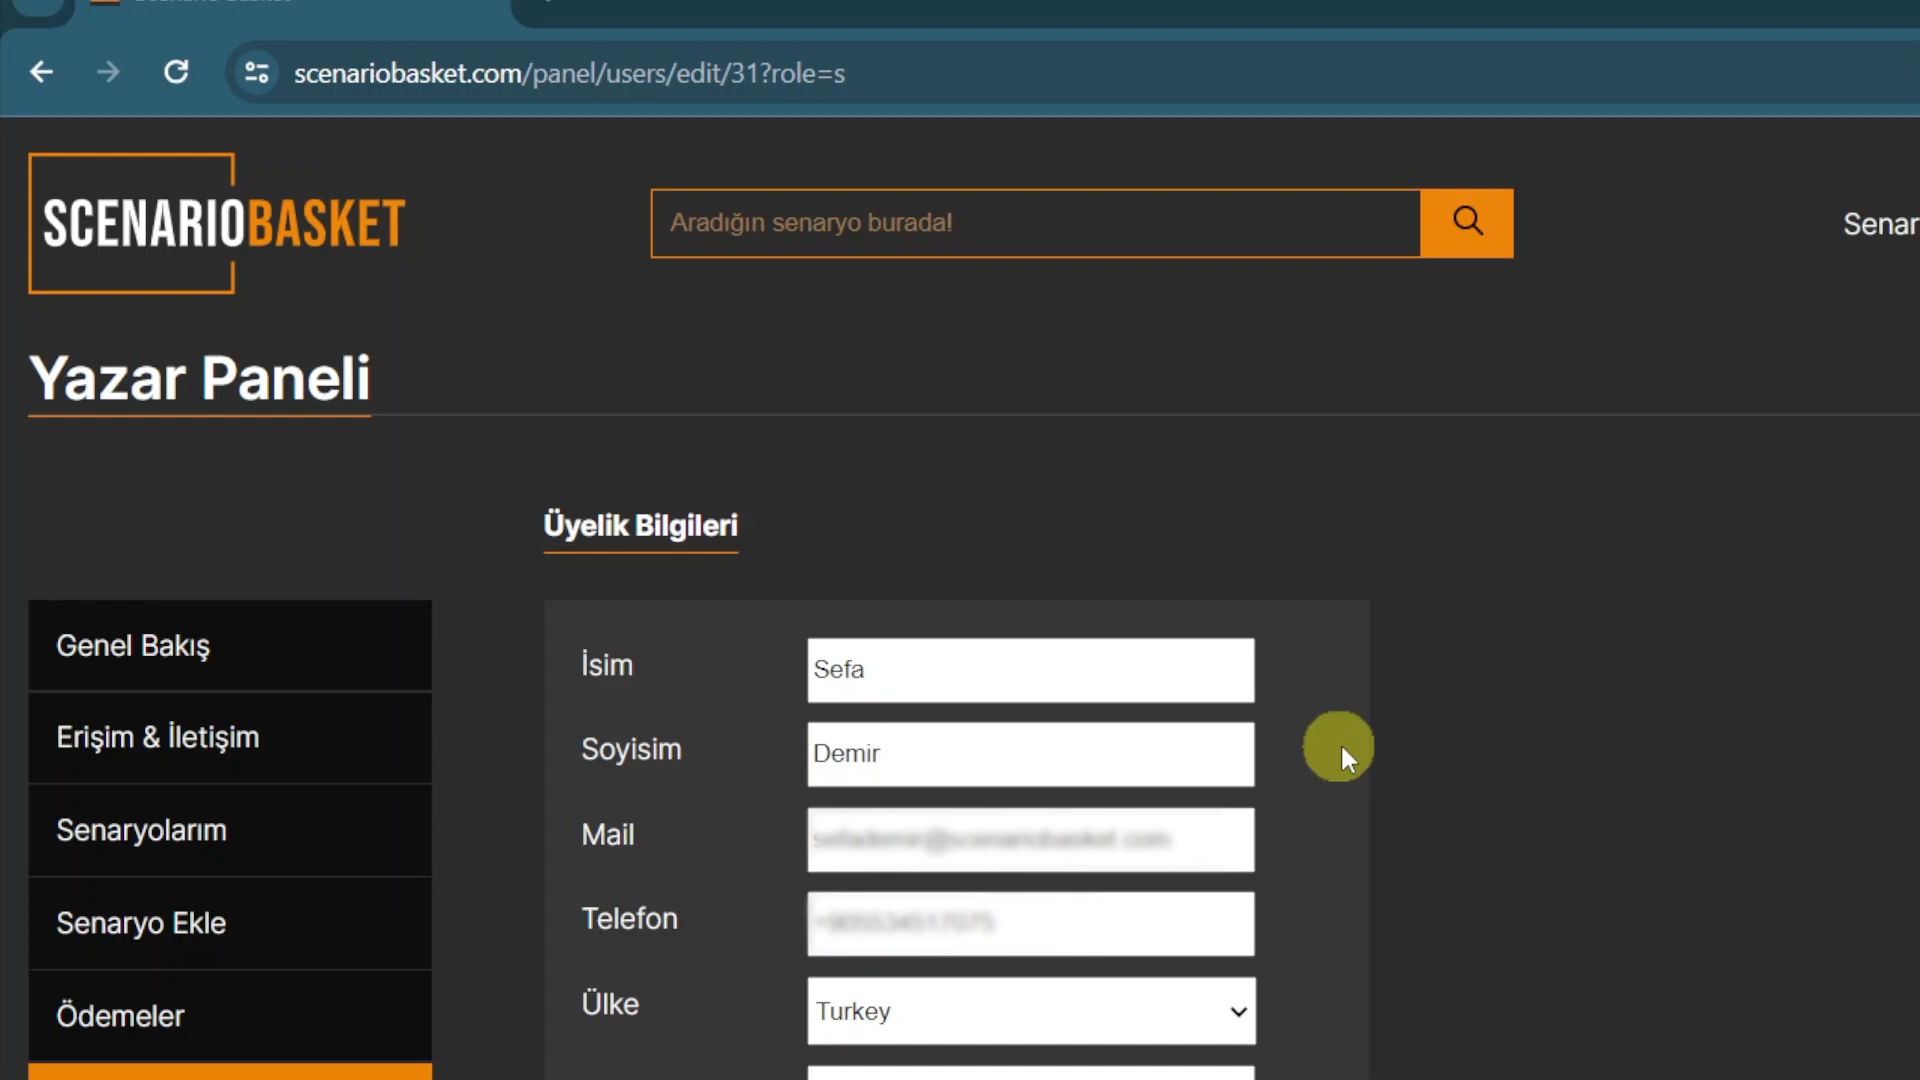 scenariobasket.com/panel/users/edit/31?role=s
SCENARIOBASKET
Aradığın senaryo burada!
Senar
Yazar Paneli
Üyelik Bilgileri
Genel Bakış
Erişim & İletişim
Senaryolarım
Senaryo Ekle
Ödemeler
İsim
Sefa
Soyisim
Demir
Mail
Telefon
Ülke
Turkey